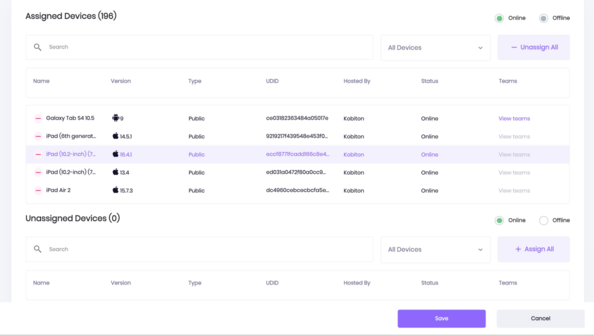 Assigned Devices (196)
Online Offline
Search All Devices Unassign All
Name Version Type UDID Hosted By Status Teams
Galaxy Tab S4 10.5 9 Public ce0318236348 4a05017e Kobiton Online View teams
iPad (6th generat... 14.5.1 Public 9219217f439548e453f0... Kobiton Online View teams
iPad (10.2-inch) (7... 16.4.1 Public Kobiton Online View teams
iPad (10.2-inch) (7... 13.4 Public ed031a0472f80a0cc9... Kobiton Online View teams
iPad Air 2 15.7.3 Public dc4960cebcecbcfa5e... Kobiton Online View teams
Unassigned Devices (0)
Online Offline
Search All Devices Assign All
Name Version Type UDID Hosted By Status Teams
Save Cancel